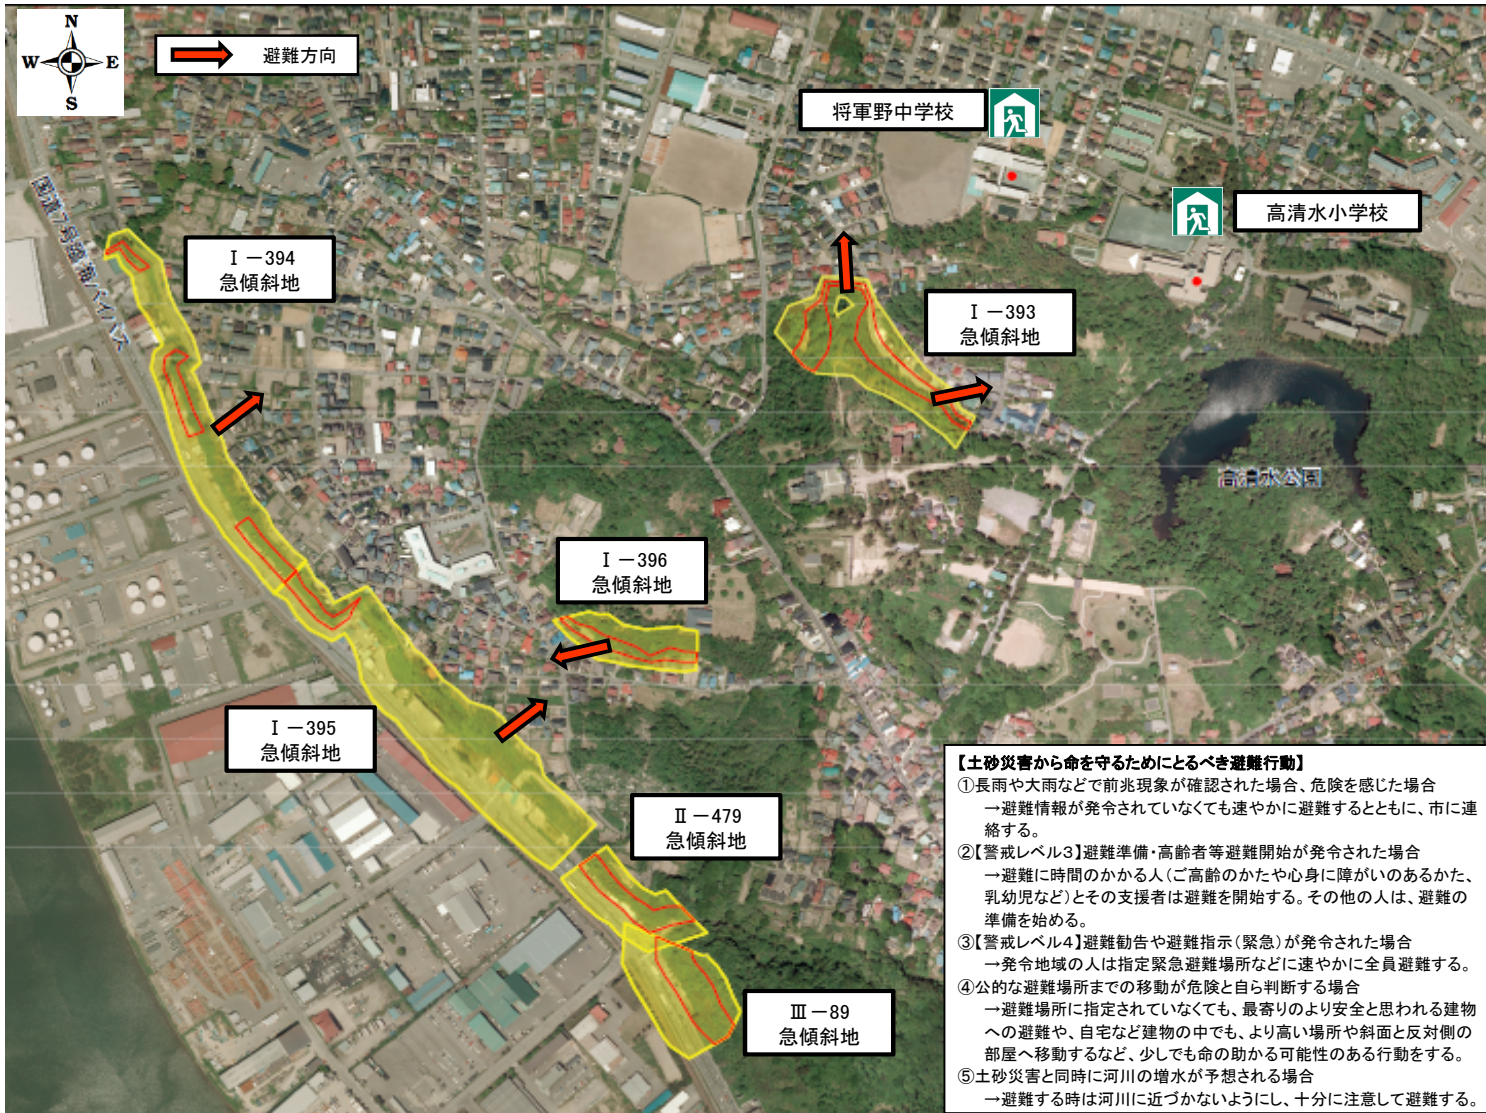 N
W E
S
避難方向
将軍野中学校
高清水小学校
国道7号線 臨海バイパス
Ⅰ－394
急傾斜地
Ⅰ－393
急傾斜地
高清水公園
Ⅰ－396
急傾斜地
Ⅰ－395
急傾斜地
Ⅱ－479
急傾斜地
Ⅲ－89
急傾斜地
【土砂災害から命を守るためにとるべき避難行動】
①長雨や大雨などで前兆現象が確認された場合、危険を感じた場合
→避難情報が発令されていなくても速やかに避難するとともに、市に連
絡する。
②【警戒レベル３】避難準備・高齢者等避難開始が発令された場合
→避難に時間のかかる人（ご高齢のかたや心身に障がいのあるかた、
乳幼児など）とその支援者は避難を開始する。その他の人は、避難の
準備を始める。
③【警戒レベル４】避難勧告や避難指示（緊急）が発令された場合
→発令地域の人は指定緊急避難場所などに速やかに全員避難する。
④公的な避難場所までの移動が危険と自ら判断する場合
→避難場所に指定されていなくても、最寄りのより安全と思われる建物
への避難や、自宅など建物の中でも、より高い場所や斜面と反対側の
部屋へ移動するなど、少しでも命の助かる可能性のある行動をする。
⑤土砂災害と同時に河川の増水が予想される場合
→避難する時は河川に近づかないようにし、十分に注意して避難する。